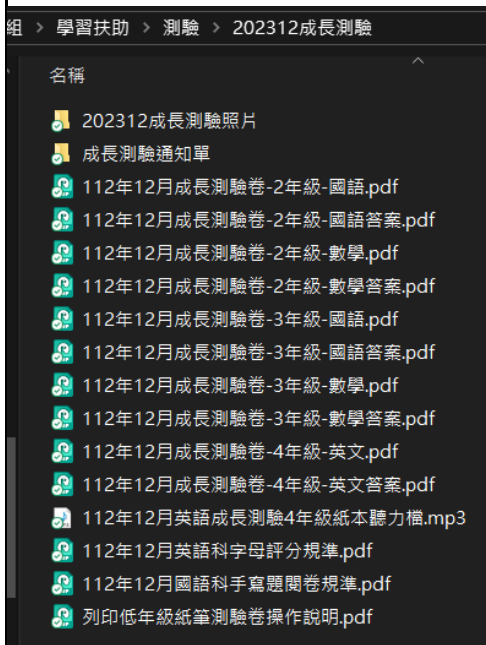 組 > 學習扶助 > 測驗 > 202312成長測驗
名稱
202312成長測驗照片
成長測驗通知單
112年12月成長測驗卷-2年級-國語.pdf
112年12月成長測驗卷-2年級-國語答案.pdf
112年12月成長測驗卷-2年級-數學.pdf
112年12月成長測驗卷-2年級-數學答案.pdf
112年12月成長測驗卷-3年級-國語.pdf
112年12月成長測驗卷-3年級-國語答案.pdf
112年12月成長測驗卷-3年級-數學.pdf
112年12月成長測驗卷-3年級-數學答案.pdf
112年12月成長測驗卷-4年級-英文.pdf
112年12月成長測驗卷-4年級-英文答案.pdf
112年12月英語成長測驗4年級紙本聽力檔.mp3
112年12月英語科字母評分規準.pdf
112年12月國語科手寫題閱卷規準.pdf
列印低年級紙筆測驗卷操作說明.pdf